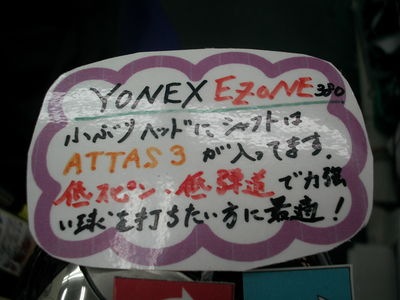 YONEX EZONE 380
小ぶりヘッドに、シャフトは
ATTAS3 が入ってます.
低スピン・低弾道で力強
い球を打ちたい方に最適!